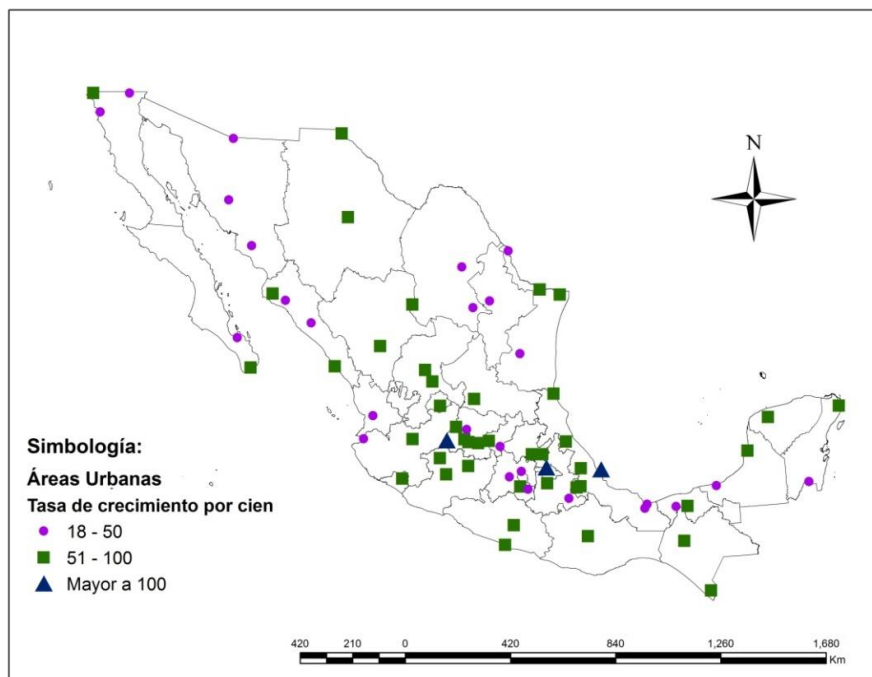 N
Simbología:
Áreas Urbanas
Tasa de crecimiento por cien
18 - 50
51 - 100
Mayor a 100
420 210 0 420 840 1,260 1,680
Km